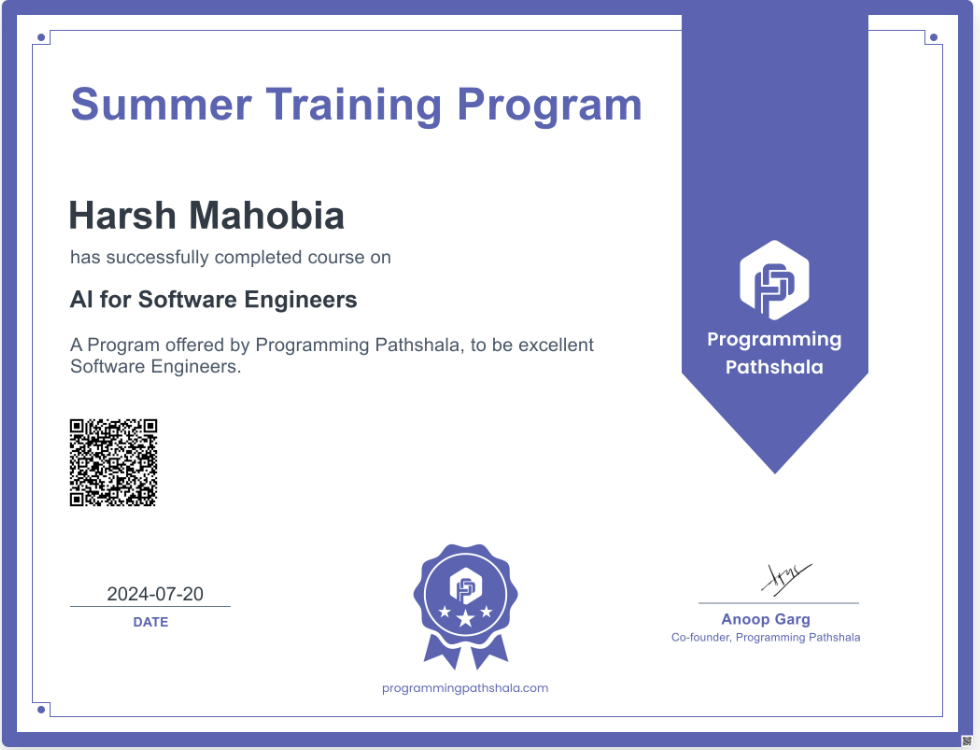 Summer Training Program
Harsh Mahobia
has successfully completed course on
AI for Software Engineers
A Program offered by Programming Pathshala, to be excellent
Software Engineers.
Programming
Pathshala
2024-07-20
DATE
programmingpathshala.com
Anoop Garg
Co-founder, Programming Pathshala